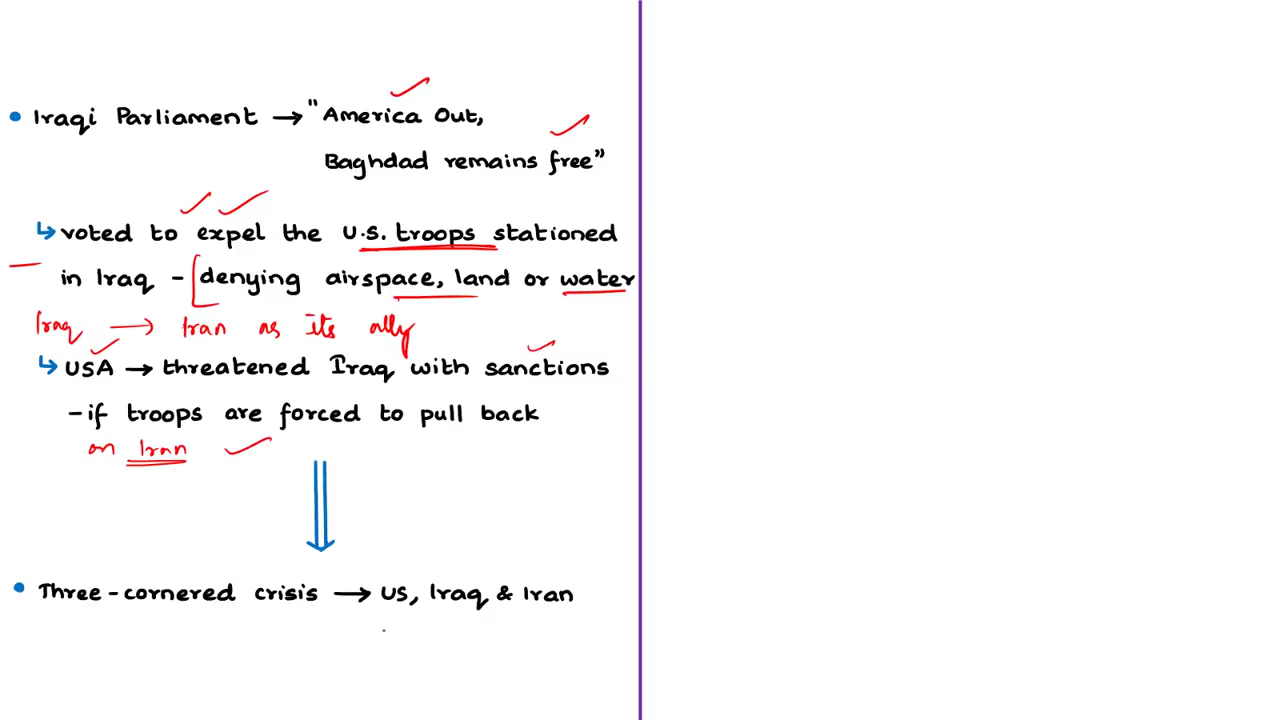 • Iraqi Parliament → "America Out,
Baghdad remains free"
↳ voted to expel the U.S. troops stationed
in Iraq - [denying airspace, land or water
Iraq → Iran as its ally
↳ USA → threatened Iraq with sanctions
- if troops are forced to pull back
on Iran
• Three-cornered crisis → US, Iraq & Iran